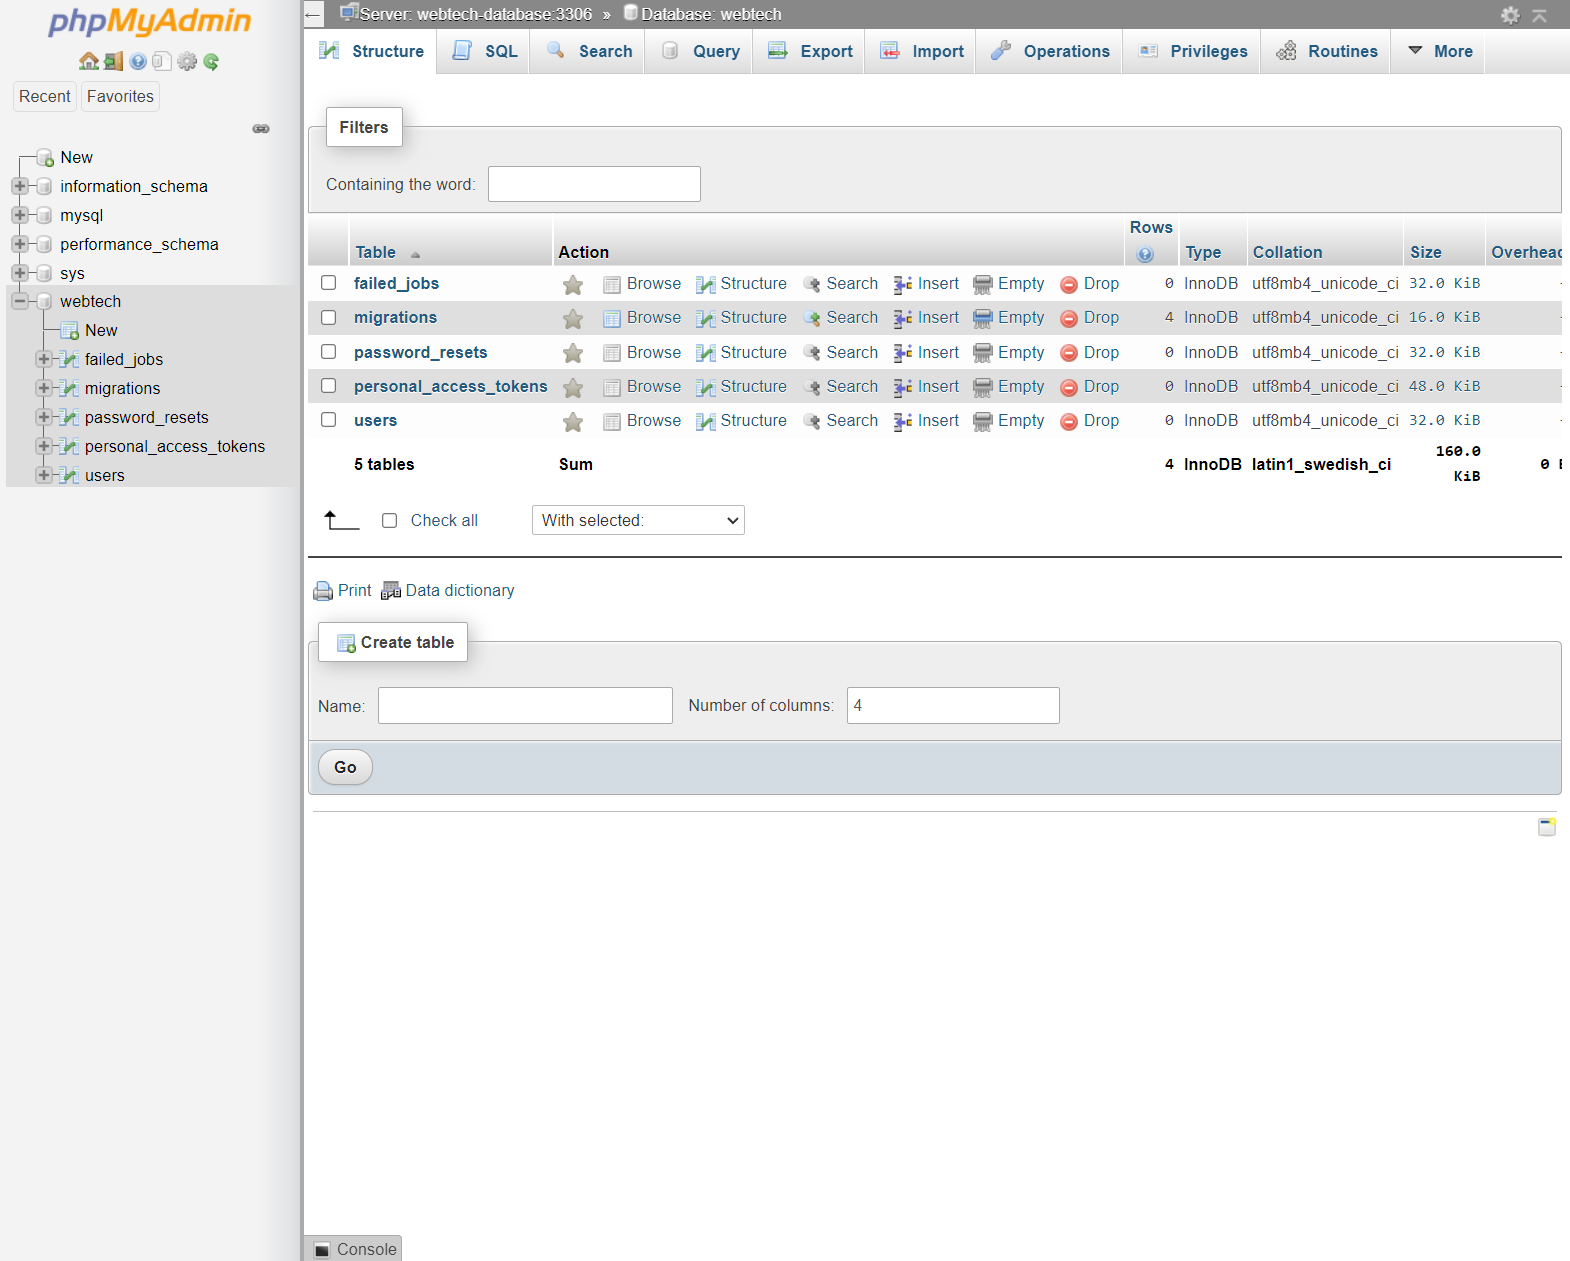 phpMyAdmin
Recent Favorites
New
information_schema
mysql
performance_schema
sys
webtech
New
failed_jobs
migrations
password_resets
personal_access_tokens
users
Server: webtech-database:3306 » Database: webtech
Structure SQL Search Query Export Import Operations Privileges Routines More
Filters
Containing the word:
Table Action Rows Type Collation Size Overhead
failed_jobs Browse Structure Search Insert Empty Drop 0 InnoDB utf8mb4_unicode_ci 32.0 KiB -
migrations Browse Structure Search Insert Empty Drop 4 InnoDB utf8mb4_unicode_ci 16.0 KiB -
password_resets Browse Structure Search Insert Empty Drop 0 InnoDB utf8mb4_unicode_ci 32.0 KiB -
personal_access_tokens Browse Structure Search Insert Empty Drop 0 InnoDB utf8mb4_unicode_ci 48.0 KiB -
users Browse Structure Search Insert Empty Drop 0 InnoDB utf8mb4_unicode_ci 32.0 KiB -
5 tables Sum 4 InnoDB latin1_swedish_ci 160.0 KiB 0
Check all With selected:
Print Data dictionary
Create table
Name: Number of columns: 4
Go
Console